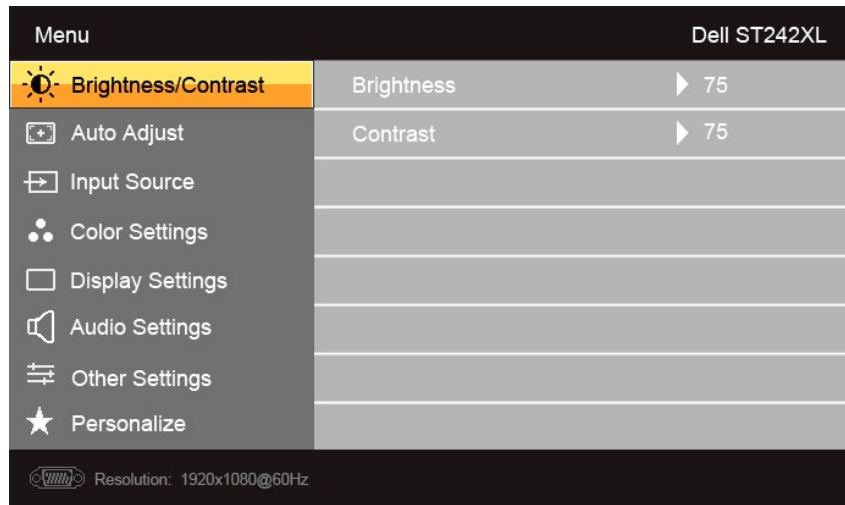 Menu Dell ST242XL
Brightness/Contrast Brightness 75
Auto Adjust Contrast 75
Input Source
Color Settings
Display Settings
Audio Settings
Other Settings
Personalize
Resolution: 1920x1080@60Hz